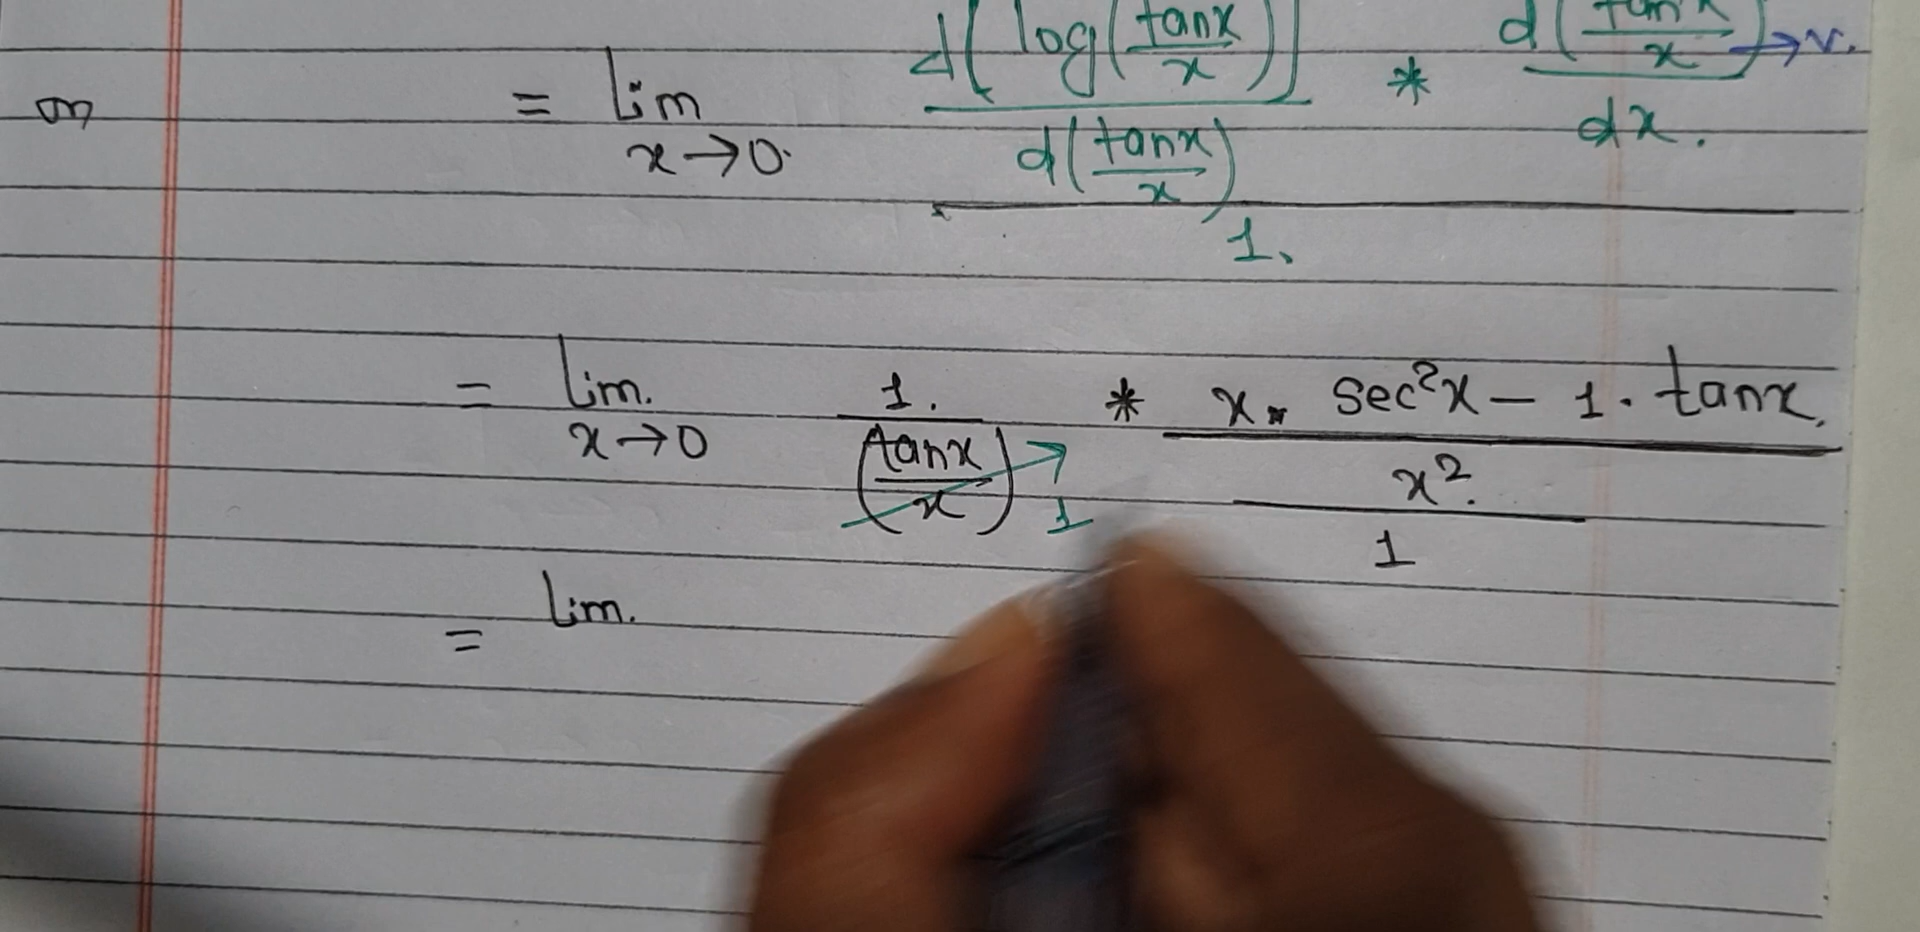 = lim d(log(tanx/x))/d(tanx/x) * d(tanx/x)/dx. → v.
x→0.
1.
= lim. 1./(tanx/x) → 1 * x. sec²x - 1. tanx./x².
x→0
1
= lim.